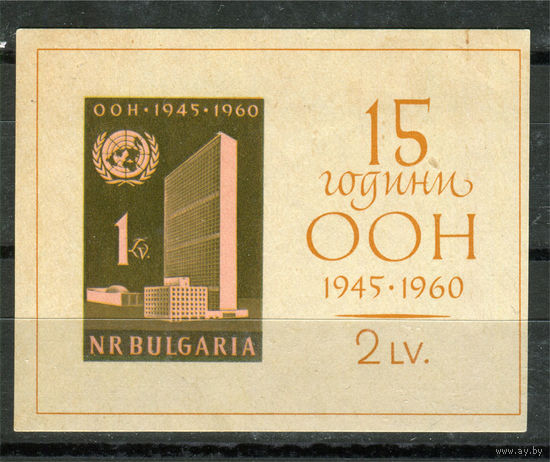 ООН·1945·1960
1 Lv.
NR BULGARIA
15
години
ООН
1945·1960
2 LV.
www.ay.by